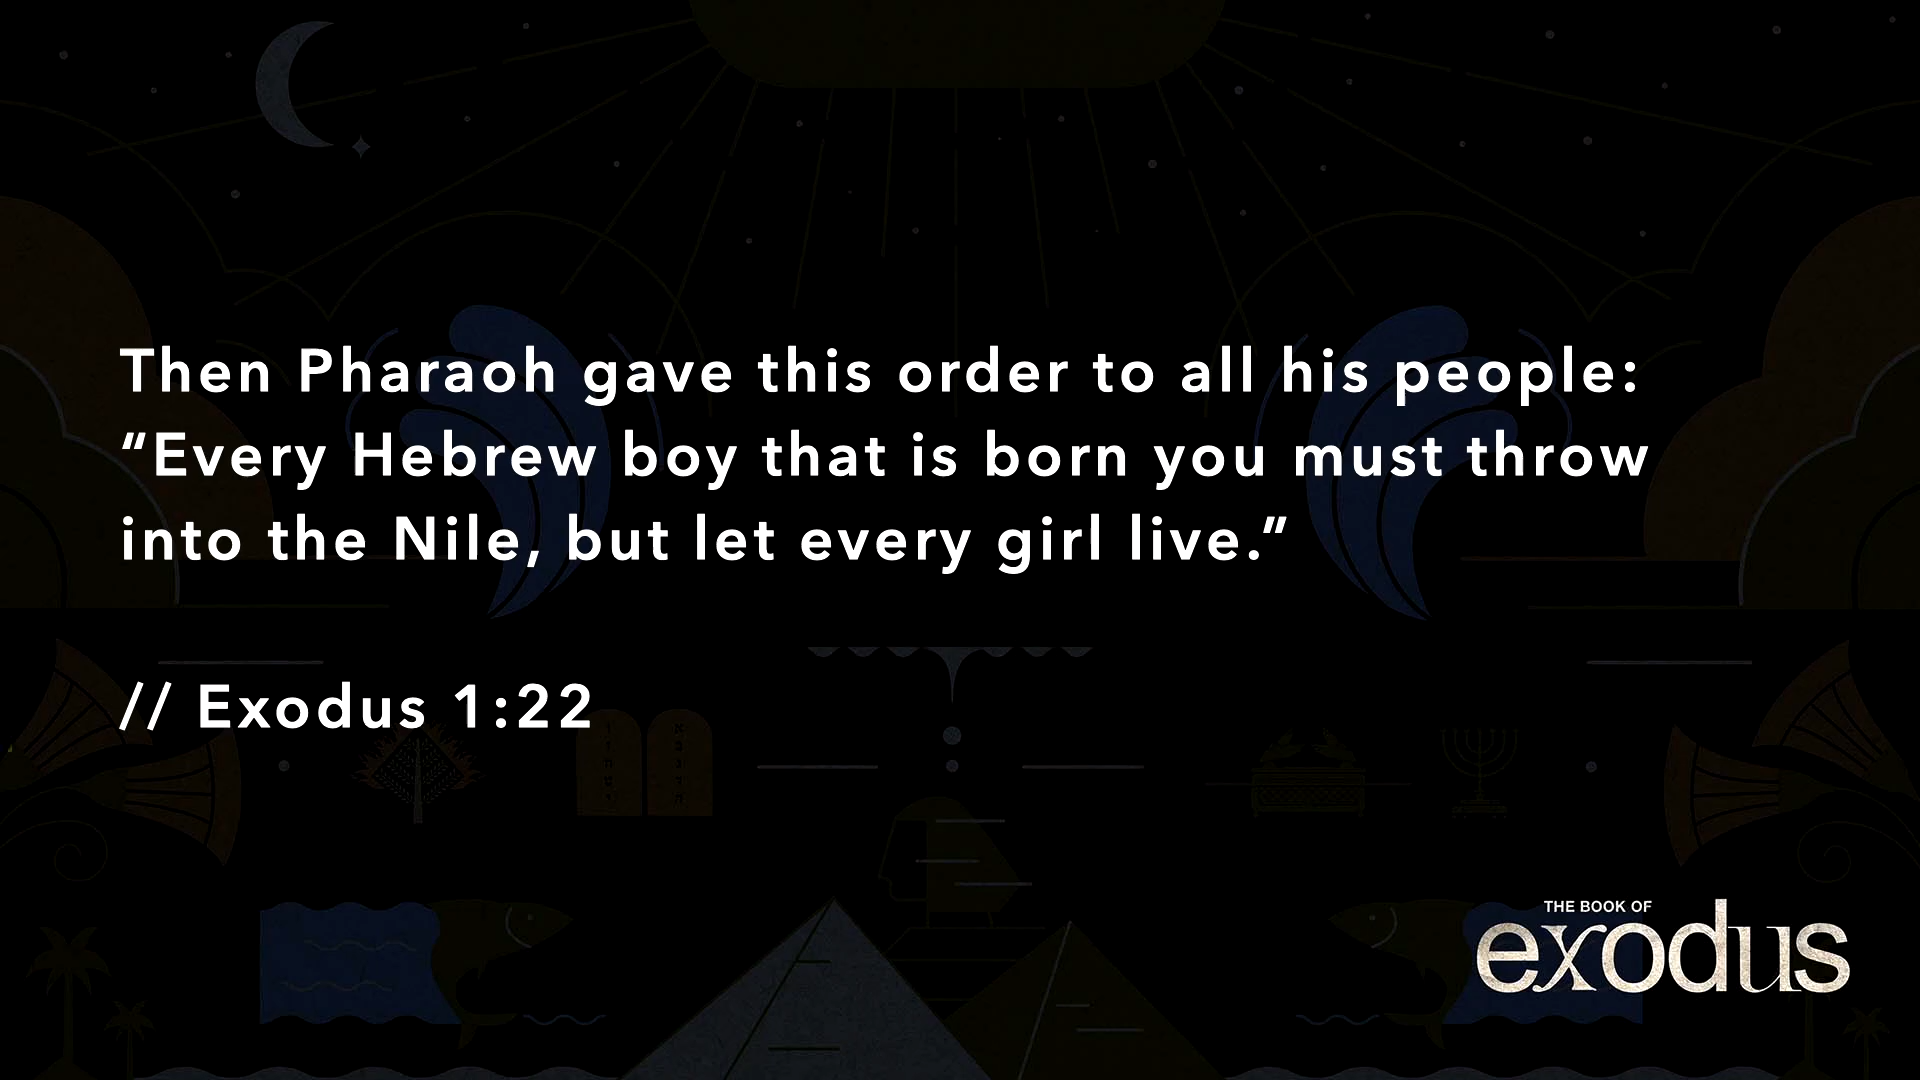 Then Pharaoh gave this order to all his people:
“Every Hebrew boy that is born you must throw
into the Nile, but let every girl live.”
// Exodus 1:22
THE BOOK OF
exodus